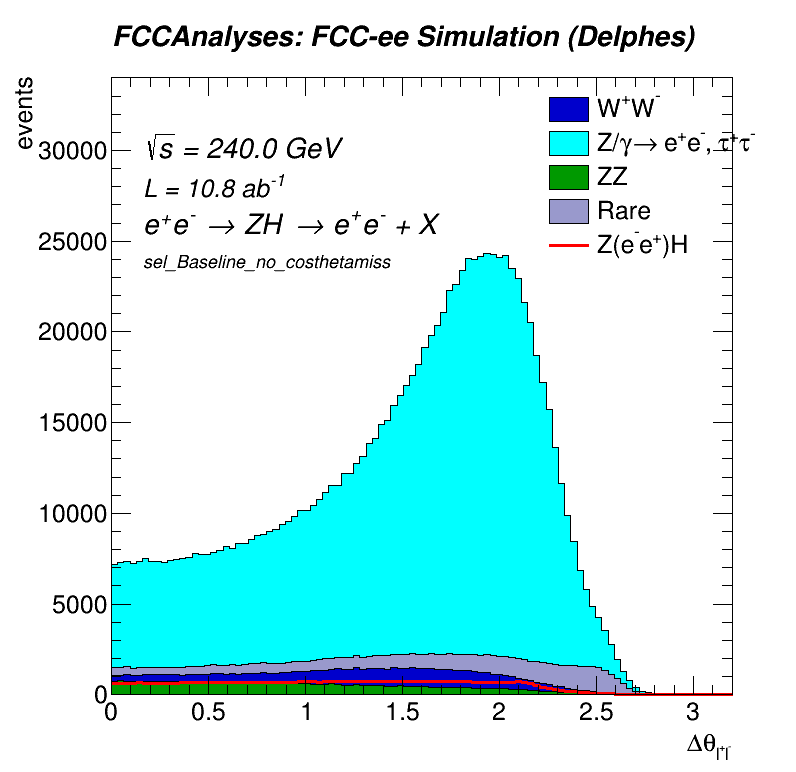 FCCAnalyses: FCC-ee Simulation (Delphes)
events
√s = 240.0 GeV
L = 10.8 ab⁻¹
e⁺e⁻ → ZH → e⁺e⁻ + X
sel_Baseline_no_costhetamiss
W⁺W⁻
Z/γ→ e⁺e⁻, τ⁺τ⁻
ZZ
Rare
Z(e⁻e⁺)H
30000
25000
20000
15000
10000
5000
0
0 0.5 1 1.5 2 2.5 3
Δθ_l⁺l⁻